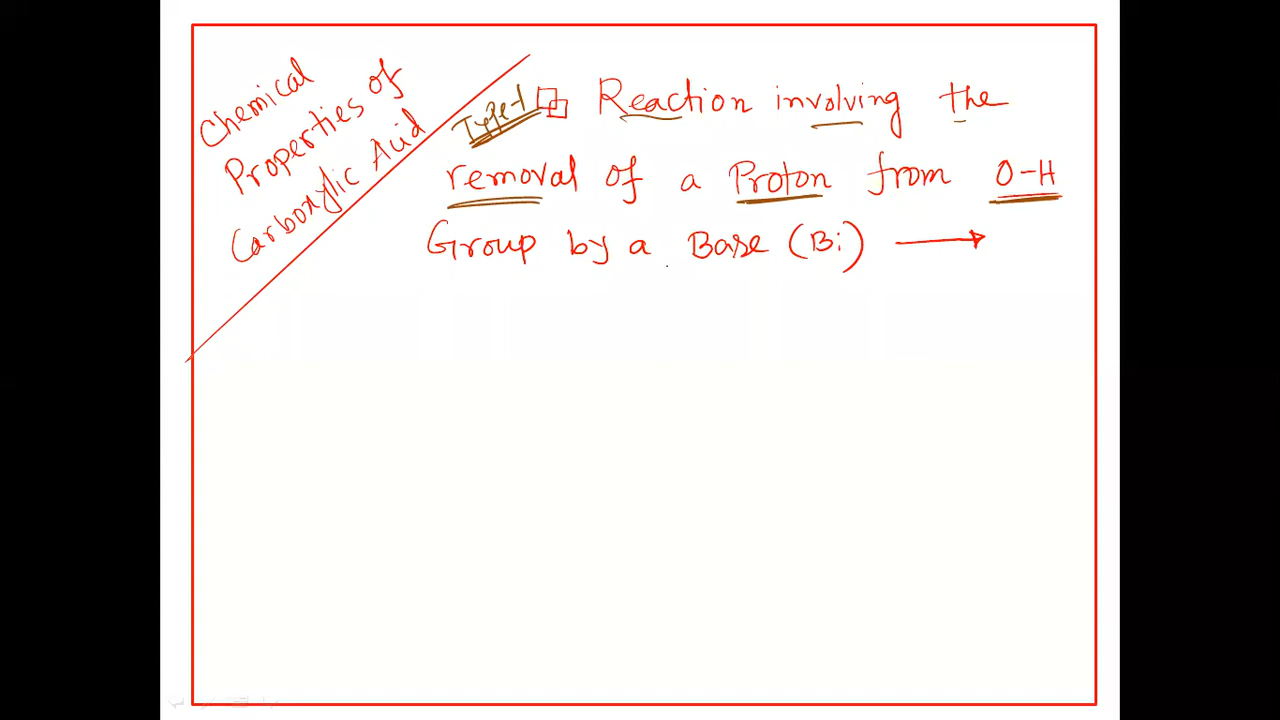 Chemical
Properties of
Carboxylic Acid
Type-1 Reaction involving the
removal of a Proton from O-H
Group by a Base (B:) →